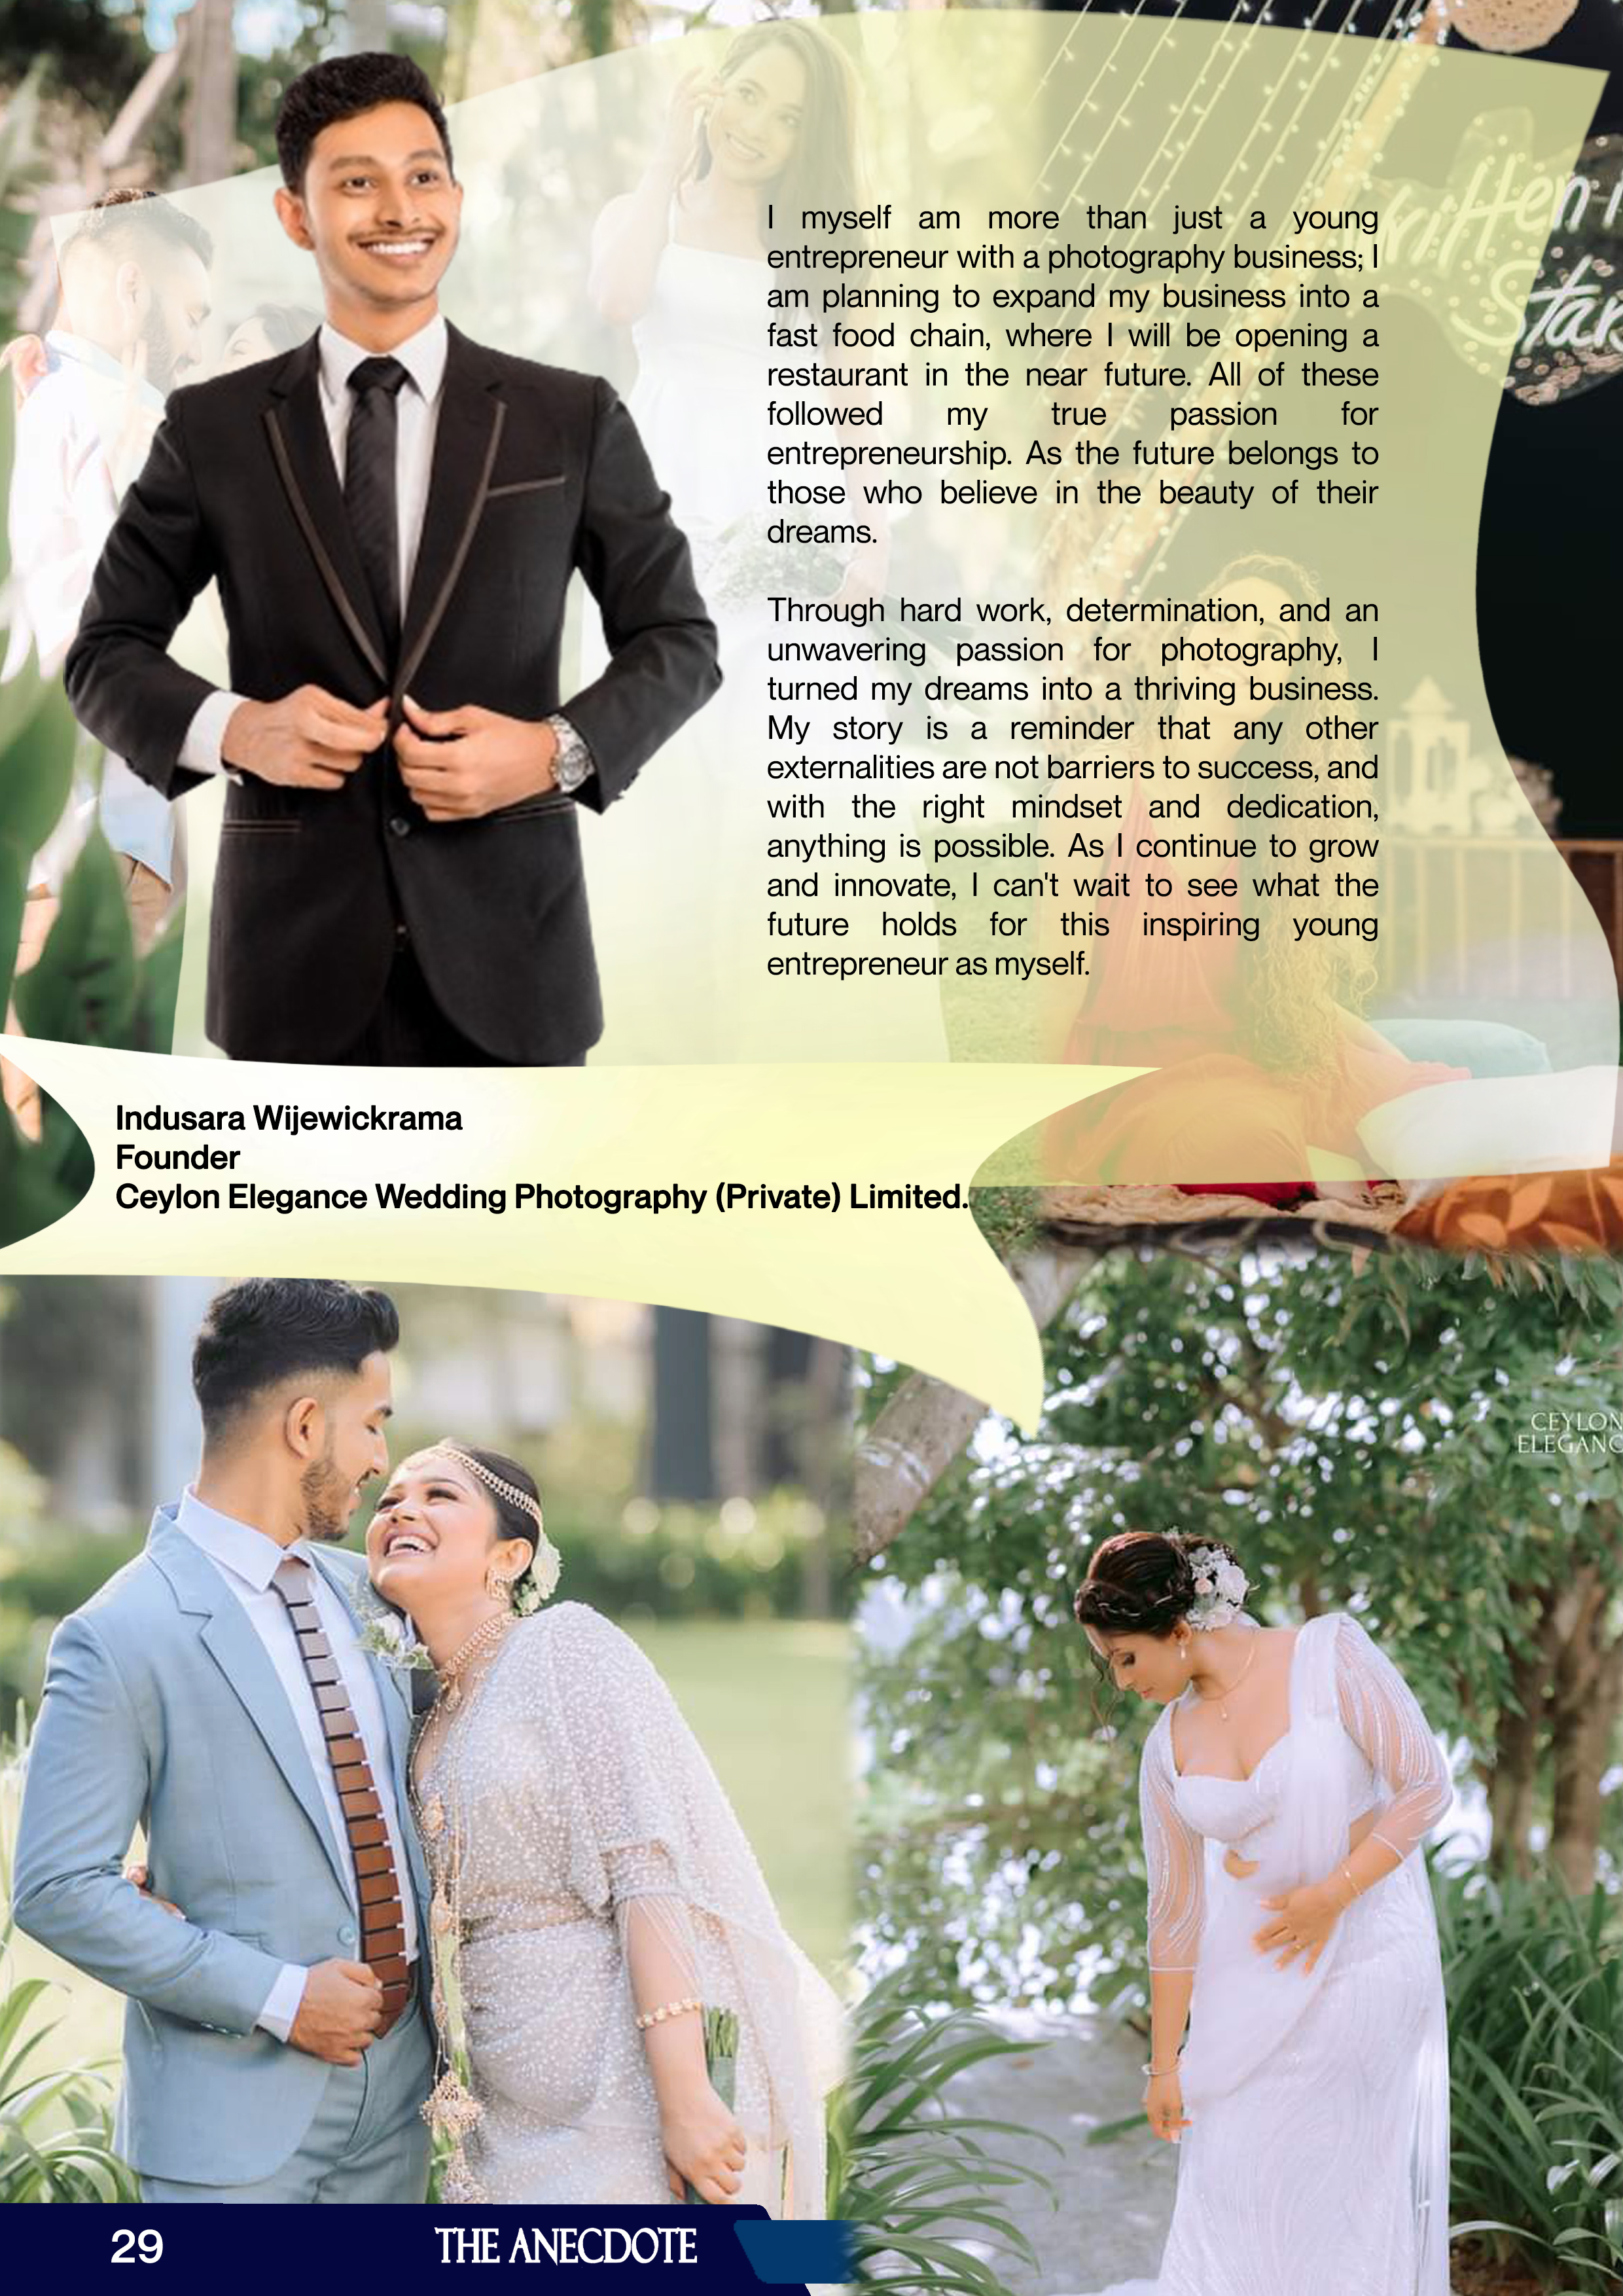 ritten
Star
I myself am more than just a young
entrepreneur with a photography business; I
am planning to expand my business into a
fast food chain, where I will be opening a
restaurant in the near future. All of these
followed my true passion for
entrepreneurship. As the future belongs to
those who believe in the beauty of their
dreams.
Through hard work, determination, and an
unwavering passion for photography, I
turned my dreams into a thriving business.
My story is a reminder that any other
externalities are not barriers to success, and
with the right mindset and dedication,
anything is possible. As I continue to grow
and innovate, I can't wait to see what the
future holds for this inspiring young
entrepreneur as myself.
Indusara Wijewickrama
Founder
Ceylon Elegance Wedding Photography (Private) Limited.
CEYLON
ELEGANC
29
THE ANECDOTE